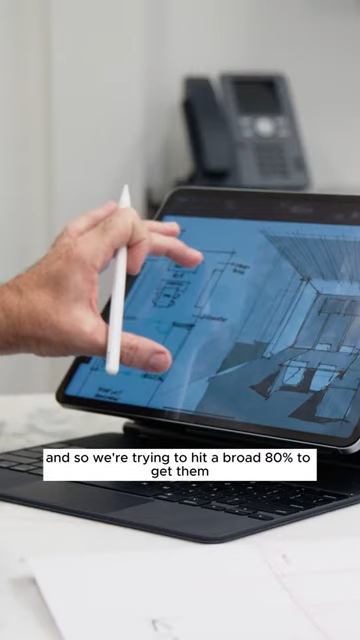 and so we're trying to hit a broad 80% to
get them